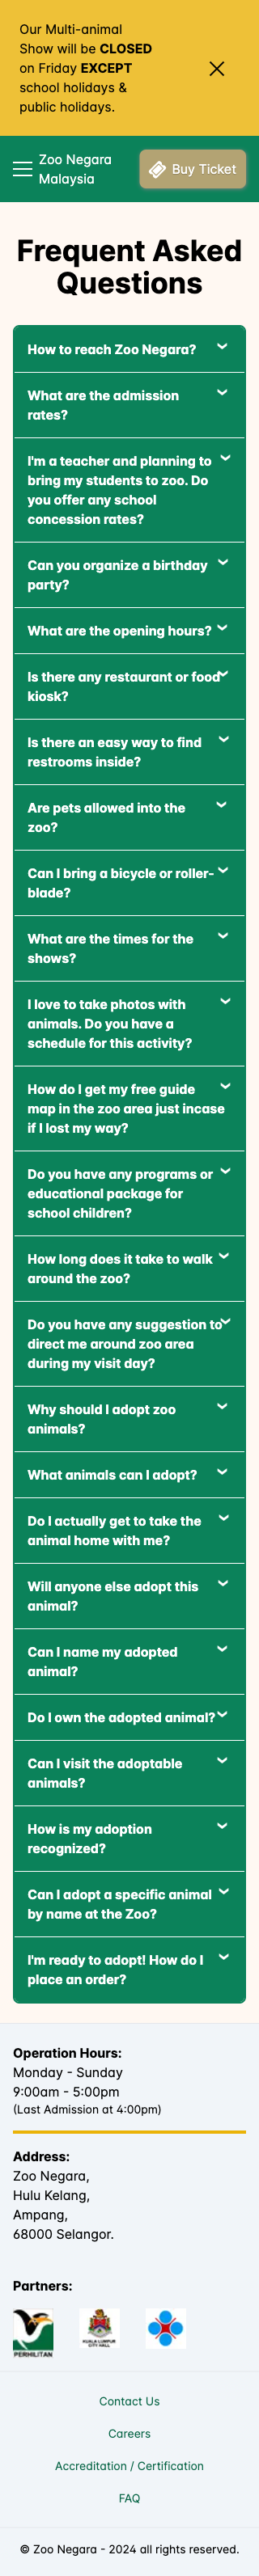 Our Multi-animal
Show will be CLOSED
on Friday EXCEPT
school holidays &
public holidays.
Zoo Negara
Malaysia
Buy Ticket
Frequent Asked
Questions
How to reach Zoo Negara?
What are the admission
rates?
I'm a teacher and planning to
bring my students to zoo. Do
you offer any school
concession rates?
Can you organize a birthday
party?
What are the opening hours?
Is there any restaurant or food
kiosk?
Is there an easy way to find
restrooms inside?
Are pets allowed into the
zoo?
Can I bring a bicycle or roller-
blade?
What are the times for the
shows?
I love to take photos with
animals. Do you have a
schedule for this activity?
How do I get my free guide
map in the zoo area just incase
if I lost my way?
Do you have any programs or
educational package for
school children?
How long does it take to walk
around the zoo?
Do you have any suggestion to
direct me around zoo area
during my visit day?
Why should I adopt zoo
animals?
What animals can I adopt?
Do I actually get to take the
animal home with me?
Will anyone else adopt this
animal?
Can I name my adopted
animal?
Do I own the adopted animal?
Can I visit the adoptable
animals?
How is my adoption
recognized?
Can I adopt a specific animal
by name at the Zoo?
I'm ready to adopt! How do I
place an order?
Operation Hours:
Monday - Sunday
9:00am - 5:00pm
(Last Admission at 4:00pm)
Address:
Zoo Negara,
Hulu Kelang,
Ampang,
68000 Selangor.
Partners:
PERHILITAN
KUALA LUMPUR
CITY HALL
Contact Us
Careers
Accreditation / Certification
FAQ
© Zoo Negara - 2024 all rights reserved.